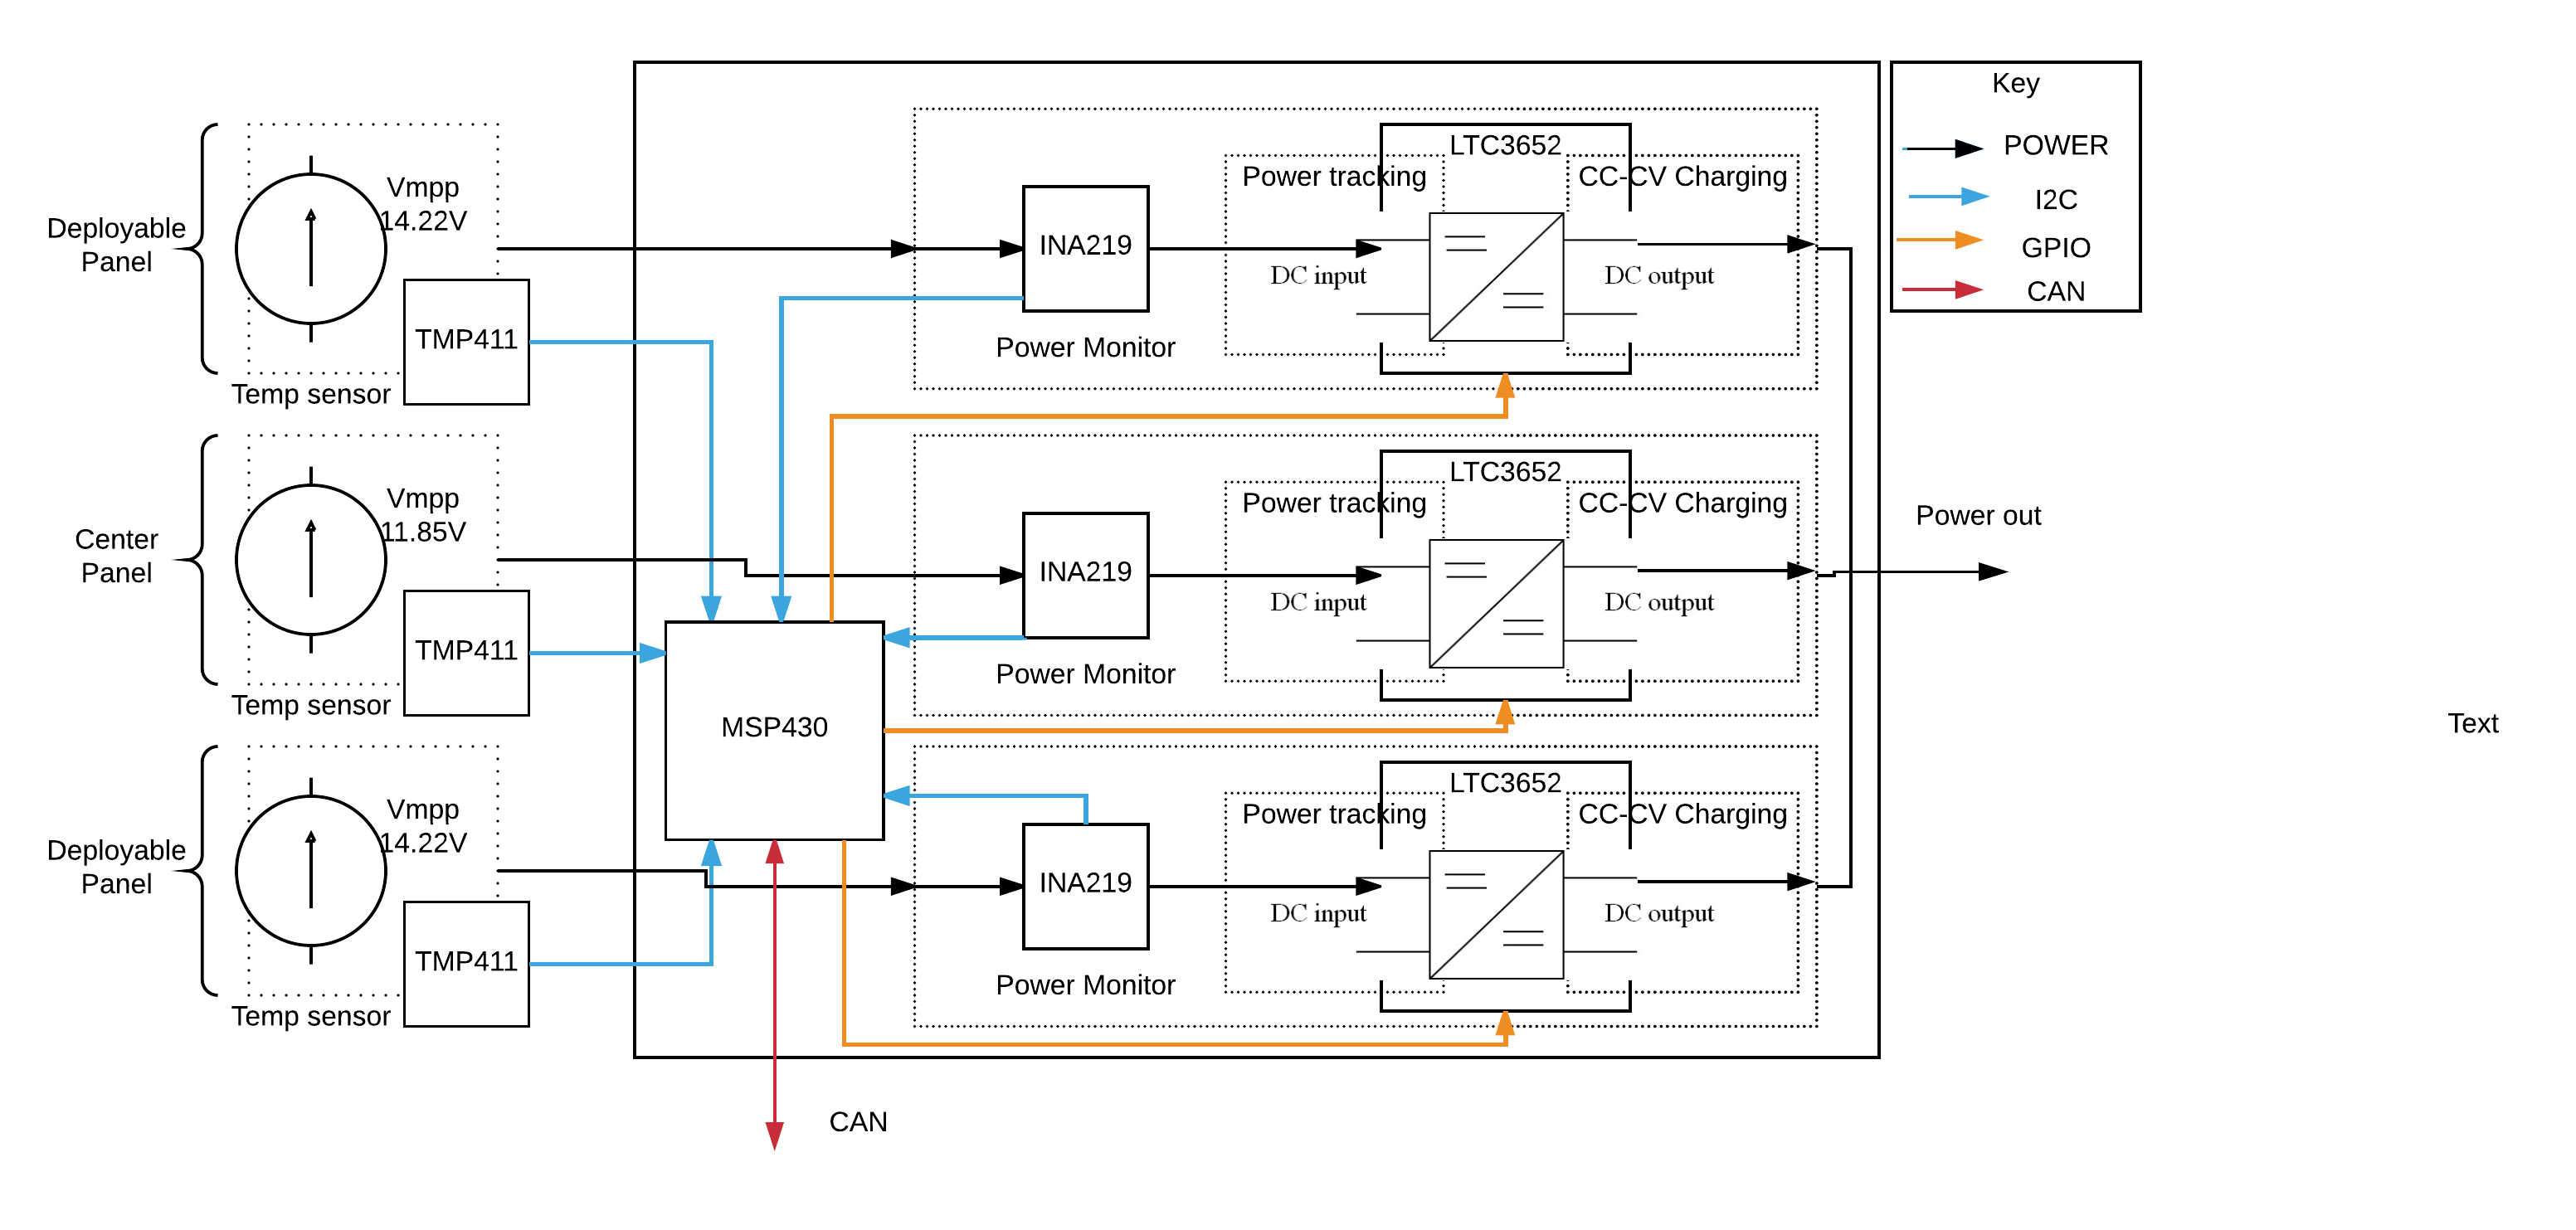 Key
POWER
I2C
GPIO
CAN
Deployable
Panel
Vmpp
14.22V
TMP411
Temp sensor
INA219
Power Monitor
LTC3652
Power tracking
CC-CV Charging
DC input
DC output
Center
Panel
Vmpp
11.85V
TMP411
Temp sensor
INA219
Power Monitor
LTC3652
Power tracking
CC-CV Charging
DC input
DC output
Power out
MSP430
Text
Deployable
Panel
Vmpp
14.22V
TMP411
Temp sensor
INA219
Power Monitor
LTC3652
Power tracking
CC-CV Charging
DC input
DC output
CAN